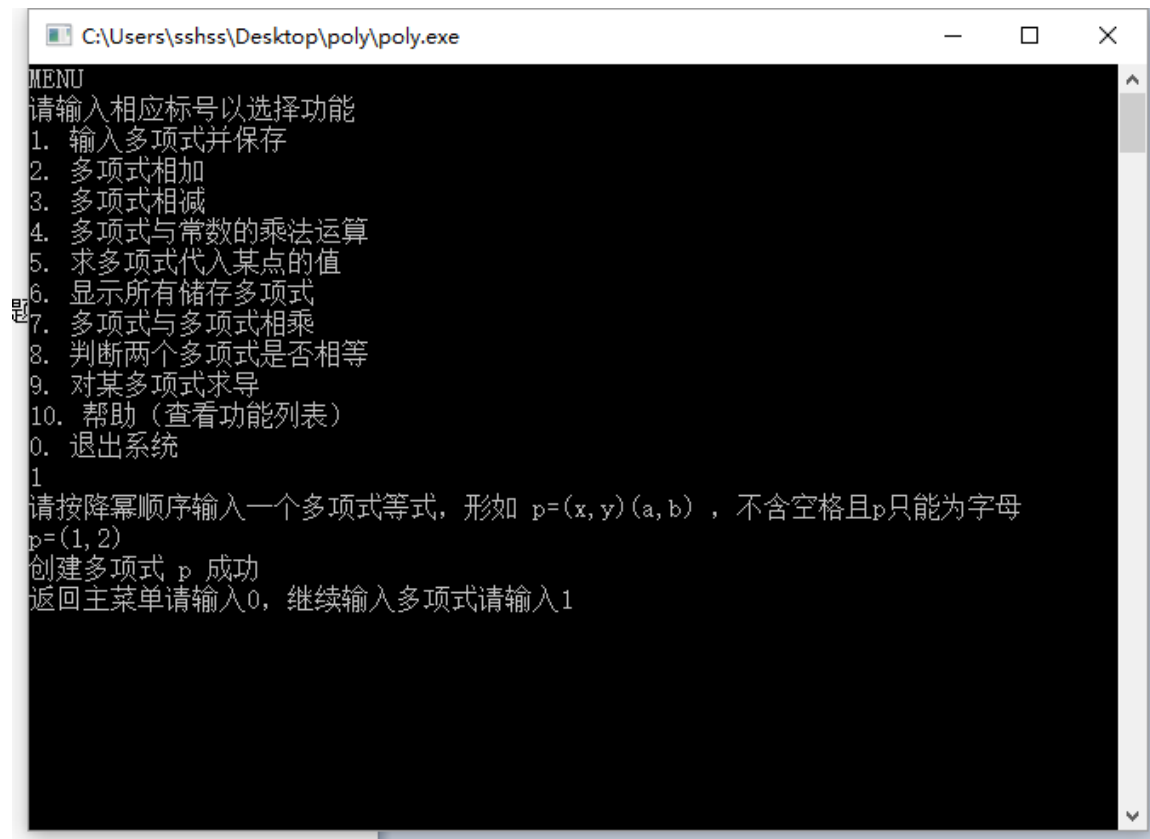 C:\Users\sshss\Desktop\poly\poly.exe
MENU
请输入相应标号以选择功能
1. 输入多项式并保存
2. 多项式相加
3. 多项式相减
4. 多项式与常数的乘法运算
5. 求多项式代入某点的值
6. 显示所有储存多项式
7. 多项式与多项式相乘
8. 判断两个多项式是否相等
9. 对某多项式求导
10. 帮助（查看功能列表）
0. 退出系统
1
请按降幂顺序输入一个多项式等式，形如 p=(x,y)(a,b) ，不含空格且p只能为字母
p=(1,2)
创建多项式 p 成功
返回主菜单请输入0，继续输入多项式请输入1